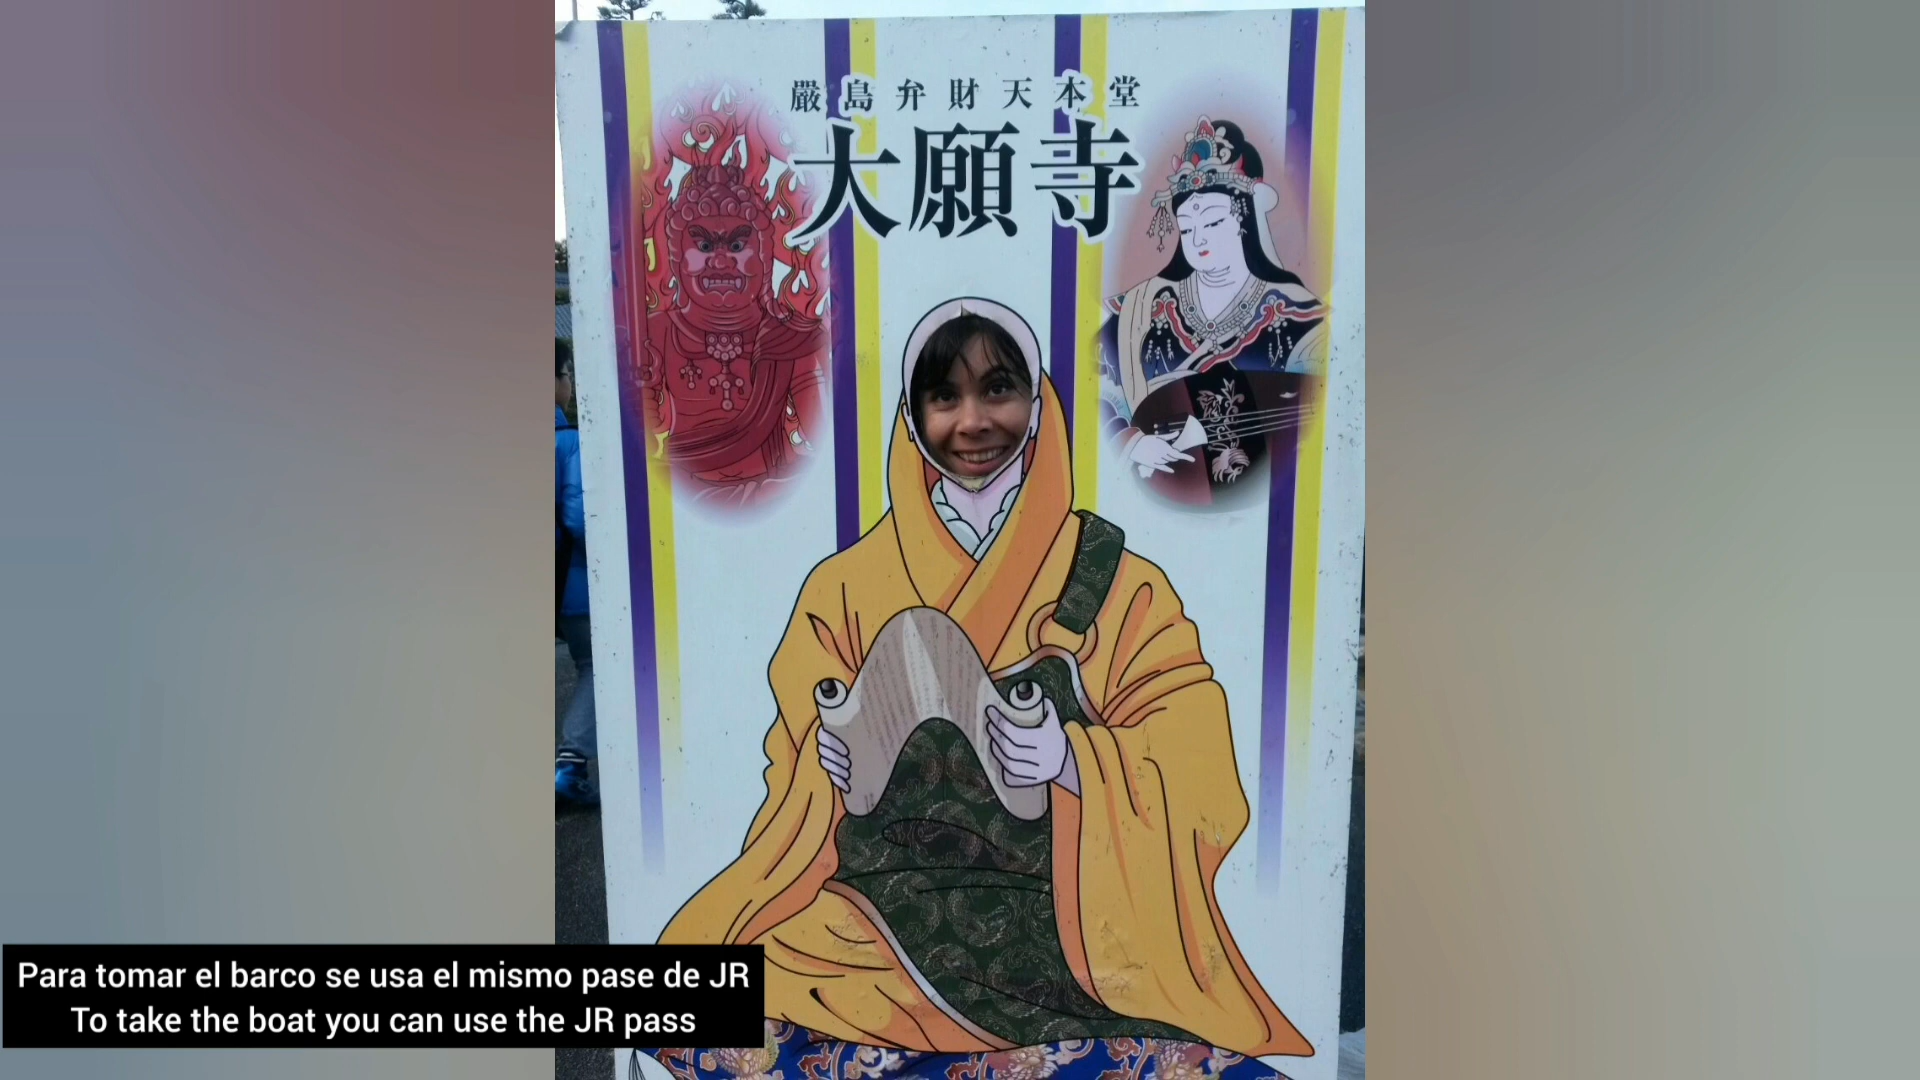 嚴島弁財天本堂
大願寺
Para tomar el barco se usa el mismo pase de JR
To take the boat you can use the JR pass